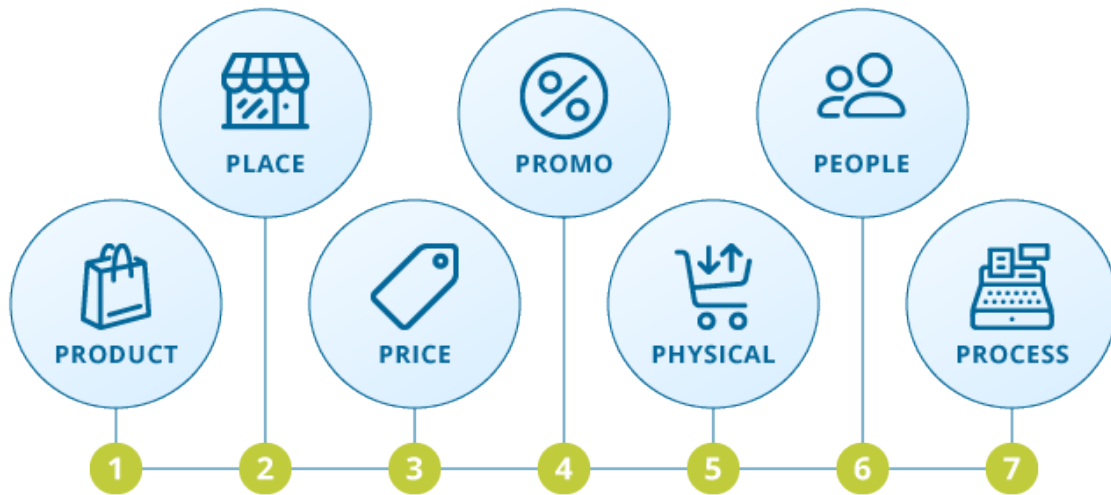 PLACE
PROMO
PEOPLE
PRODUCT
PRICE
PHYSICAL
PROCESS
1 2 3 4 5 6 7